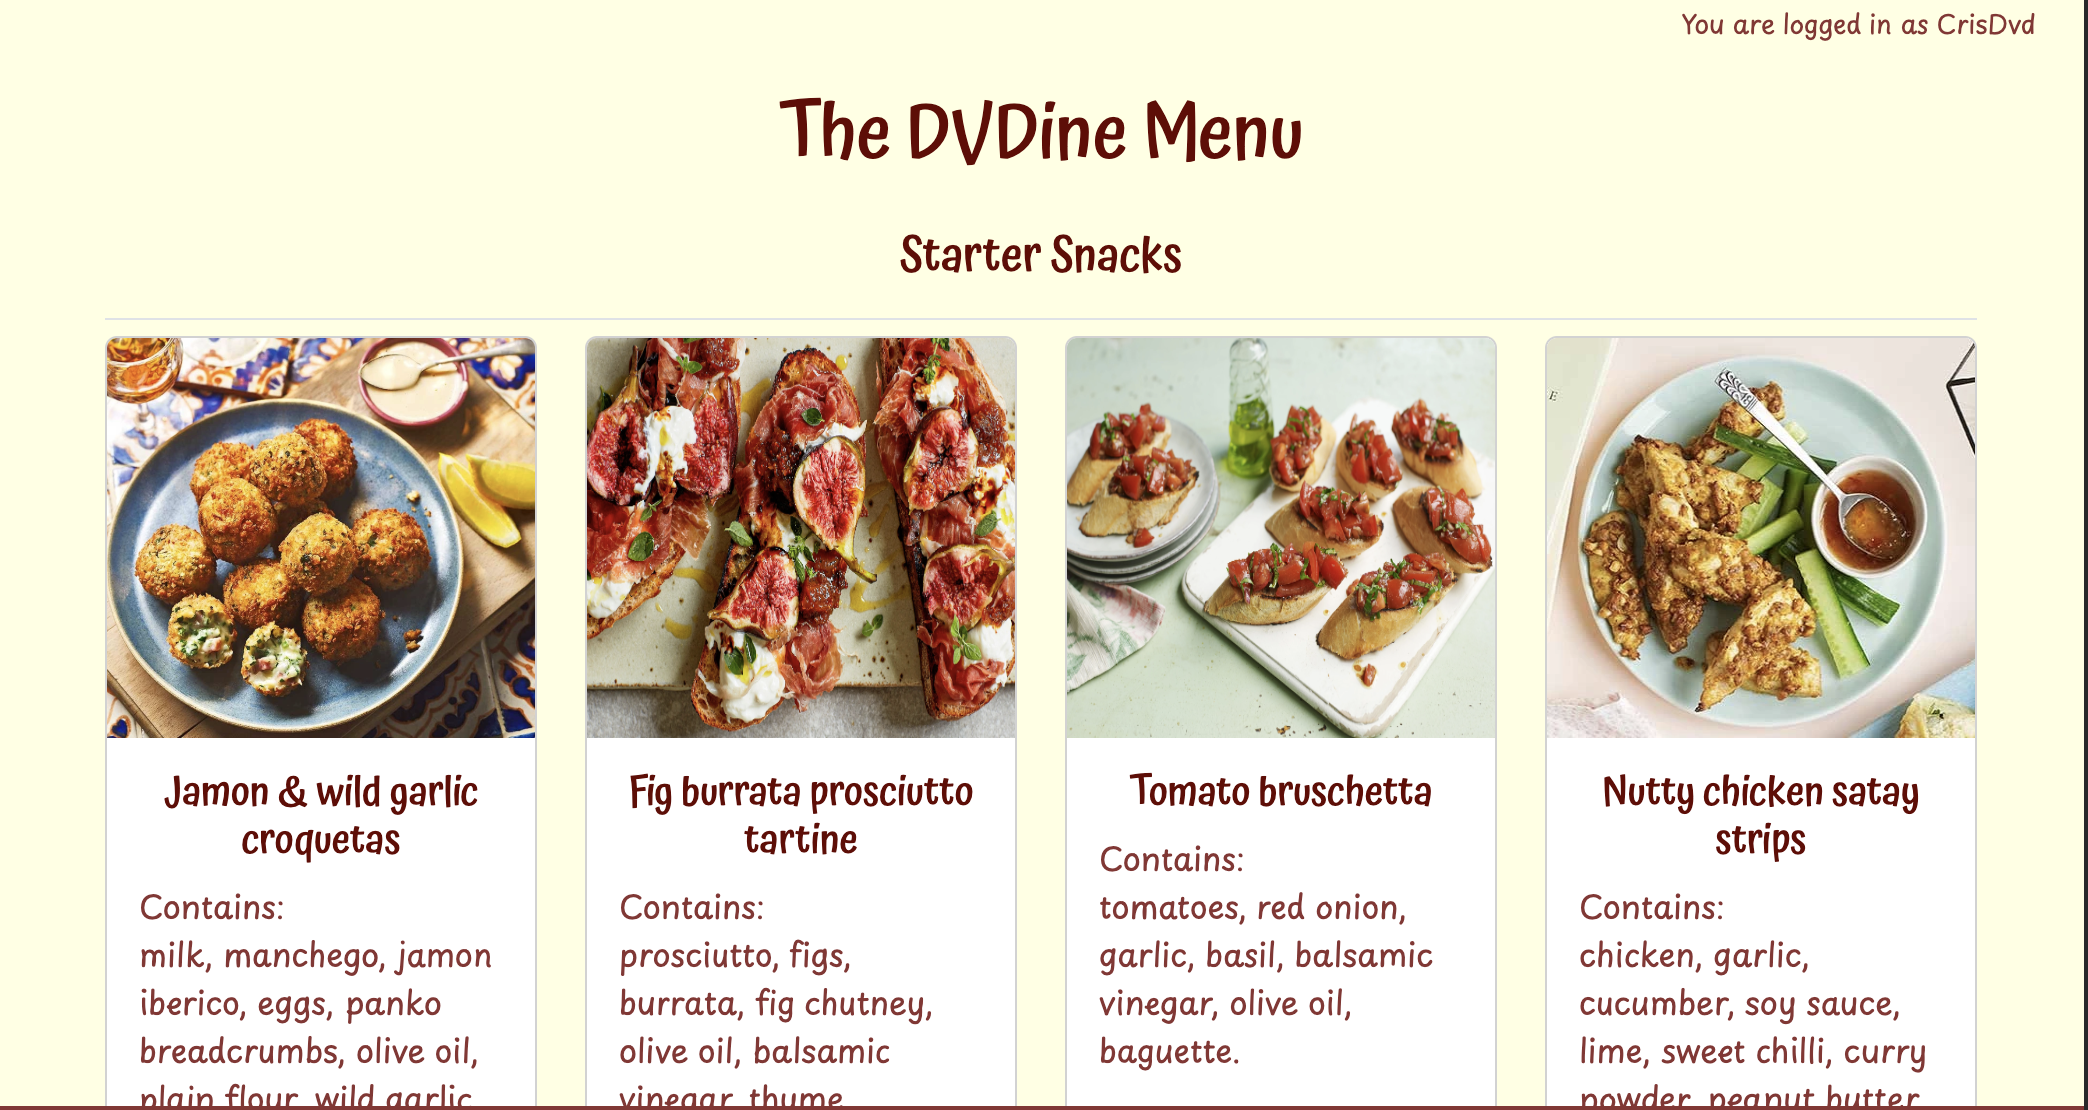 You are logged in as CrisDvd
The DVDine Menu
Starter Snacks
E
Jamon & wild garlic
croquetas
Contains:
milk, manchego, jamon
iberico, eggs, panko
breadcrumbs, olive oil,
plain flour, wild garlic
Fig burrata prosciutto
tartine
Contains:
prosciutto, figs,
burrata, fig chutney,
olive oil, balsamic
vinegar, thyme
Tomato bruschetta
Contains:
tomatoes, red onion,
garlic, basil, balsamic
vinegar, olive oil,
baguette.
Nutty chicken satay
strips
Contains:
chicken, garlic,
cucumber, soy sauce,
lime, sweet chilli, curry
powder, peanut butter